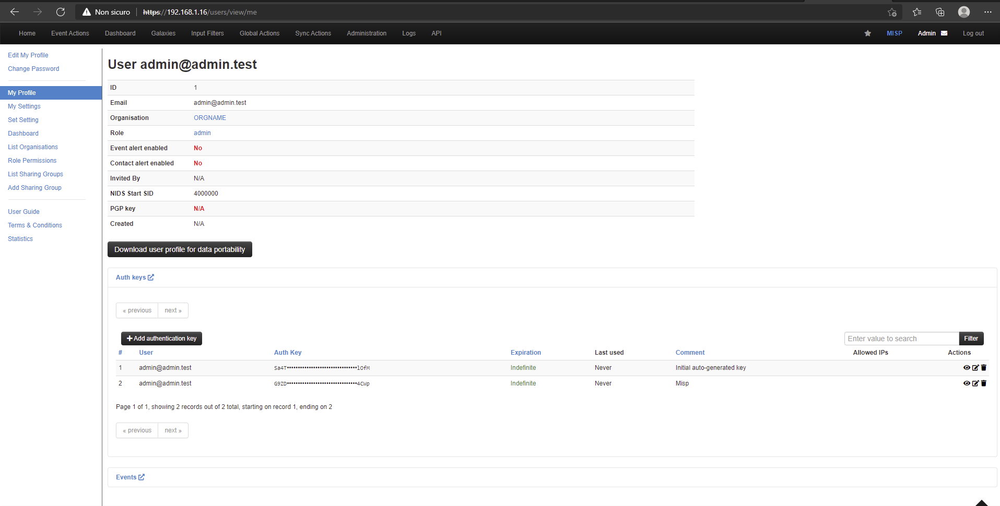 Non sicuro https://192.168.1.16/users/view/me
Home Event Actions Dashboard Galaxies Input Filters Global Actions Sync Actions Administration Logs API MISP Admin Log out
Edit My Profile
Change Password
My Profile
My Settings
Set Setting
Dashboard
List Organisations
Role Permissions
List Sharing Groups
Add Sharing Group
User Guide
Terms & Conditions
Statistics
User admin@admin.test
ID 1
Email admin@admin.test
Organisation ORGNAME
Role admin
Event alert enabled No
Contact alert enabled No
Invited By N/A
NIDS Start SID 4000000
PGP key N/A
Created N/A
Download user profile for data portability
Auth keys
« previous next »
Add authentication key Enter value to search Filter
# User Auth Key Expiration Last used Comment Allowed IPs Actions
1 admin@admin.test Sa4T••••••••••••••••••••••••••••••••lOfM Indefinite Never Initial auto-generated key
2 admin@admin.test G9ZD••••••••••••••••••••••••••••••••4CWp Indefinite Never Misp
Page 1 of 1, showing 2 records out of 2 total, starting on record 1, ending on 2
« previous next »
Events